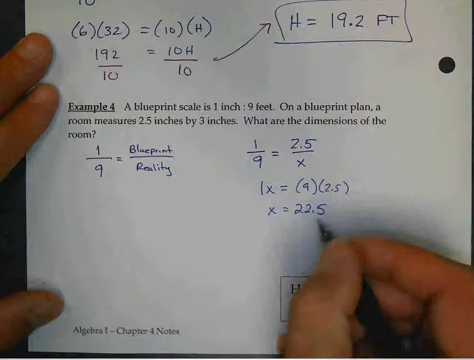 10
(6)(32) = (10)(H)
192/10 = 10H/10
H = 19.2 FT
Example 4 A blueprint scale is 1 inch : 9 feet. On a blueprint plan, a
room measures 2.5 inches by 3 inches. What are the dimensions of the
room?
1/9 = Blueprint/Reality
1/9 = 2.5/x
1x = (9)(2.5)
x = 22.5
H
Algebra I – Chapter 4 Notes